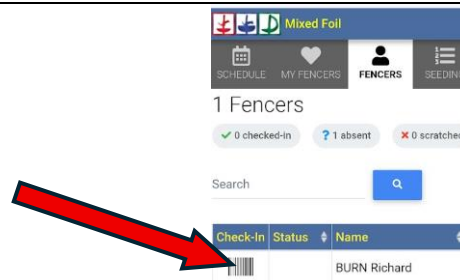 Mixed Foil
SCHEDULE MY FENCERS FENCERS SEEDIN
1 Fencers
0 checked-in ? 1 absent 0 scratche
Search
Check-In Status Name
BURN Richard